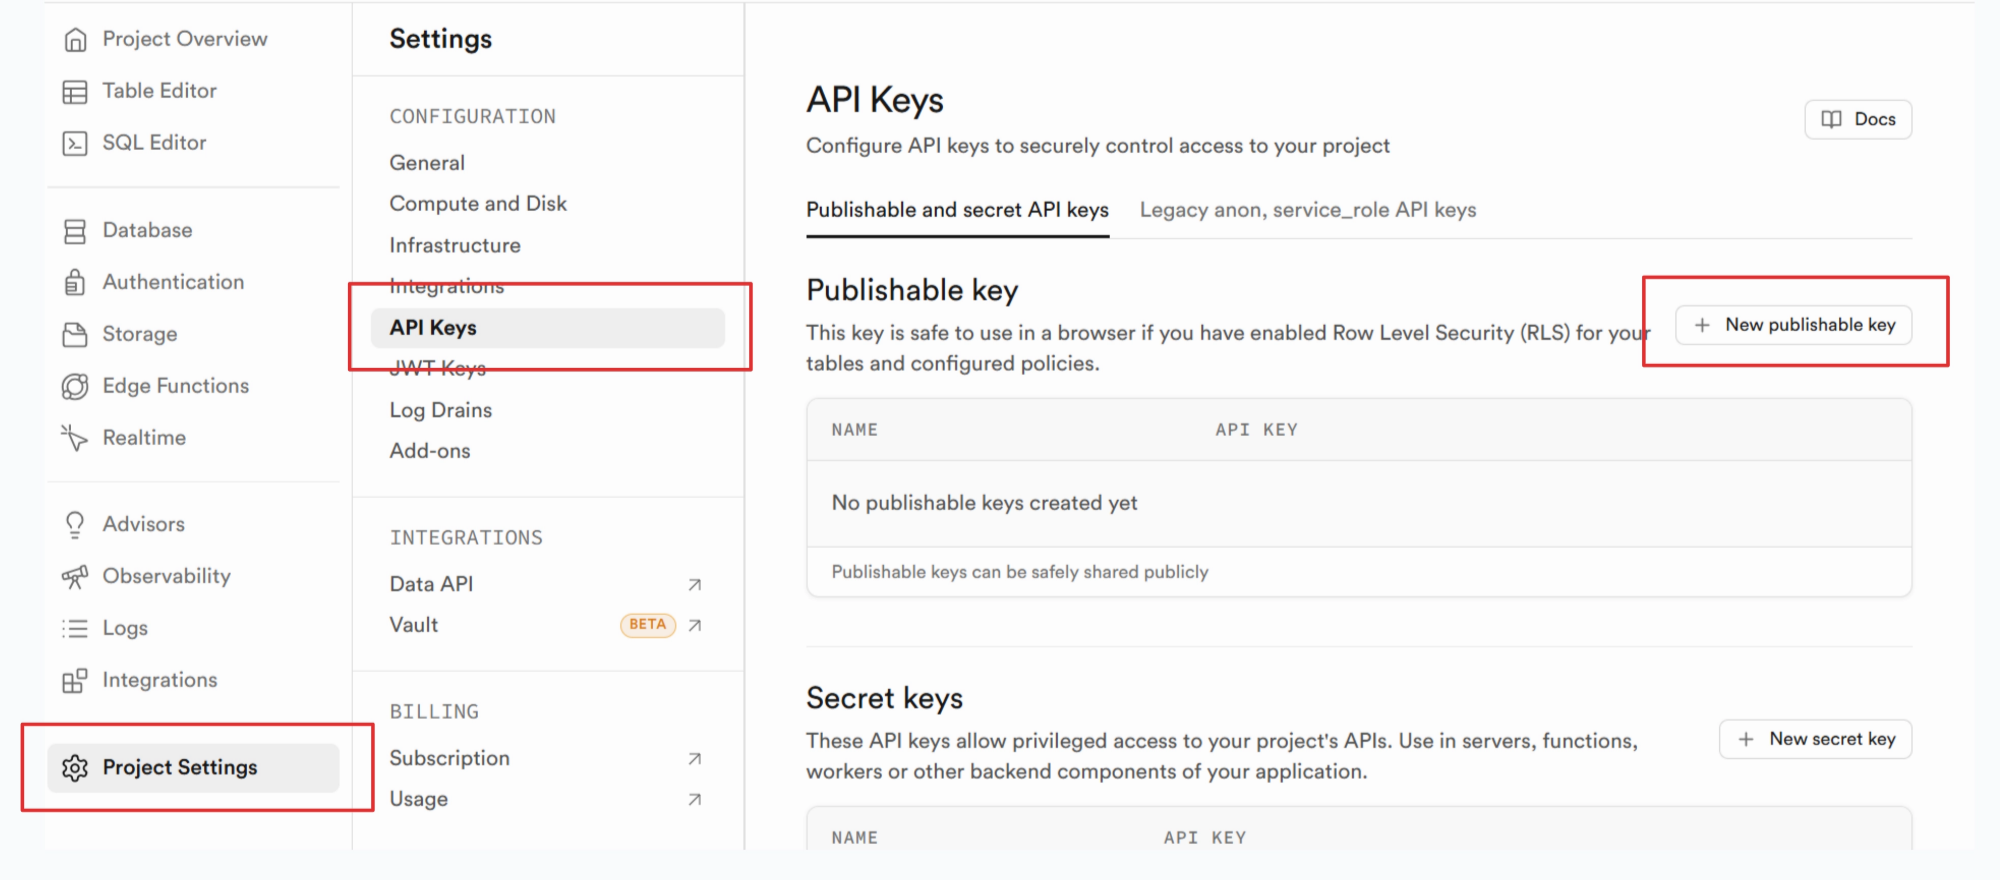 Project Overview
Table Editor
SQL Editor
Database
Authentication
Storage
Edge Functions
Realtime
Advisors
Observability
Logs
Integrations
Project Settings
Settings
CONFIGURATION
General
Compute and Disk
Infrastructure
Integrations
API Keys
JWT Keys
Log Drains
Add-ons
INTEGRATIONS
Data API
Vault BETA
BILLING
Subscription
Usage
API Keys
Configure API keys to securely control access to your project
Docs
Publishable and secret API keys Legacy anon, service_role API keys
Publishable key
This key is safe to use in a browser if you have enabled Row Level Security (RLS) for your
tables and configured policies.
+ New publishable key
NAME API KEY
No publishable keys created yet
Publishable keys can be safely shared publicly
Secret keys
These API keys allow privileged access to your project's APIs. Use in servers, functions,
workers or other backend components of your application.
+ New secret key
NAME API KEY